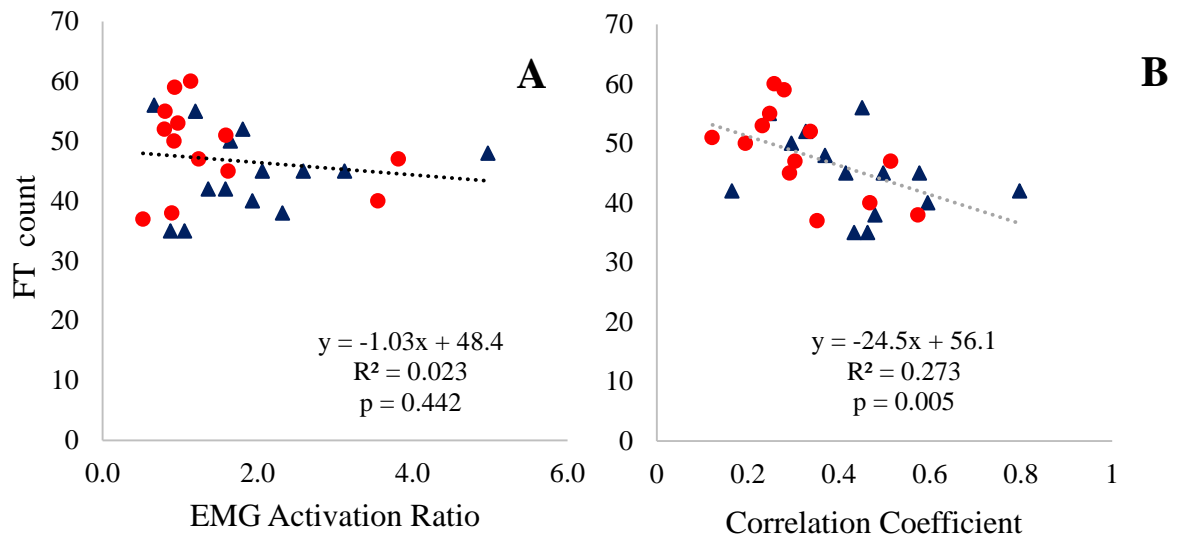 A
B
FT count
70
60
50
40
30
20
10
0
y = -1.03x + 48.4
R² = 0.023
p = 0.442
0.0 2.0 4.0 6.0
EMG Activation Ratio
70
60
50
40
30
20
10
0
y = -24.5x + 56.1
R² = 0.273
p = 0.005
0 0.2 0.4 0.6 0.8 1
Correlation Coefficient